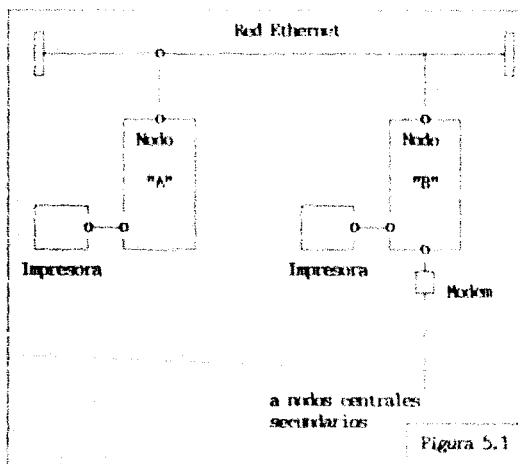 Red Ethernet
Nodo
"A"
Nodo
"B"
Impresora
Impresora
Modem
a nodos centrales
secundarios
Figura 5.1